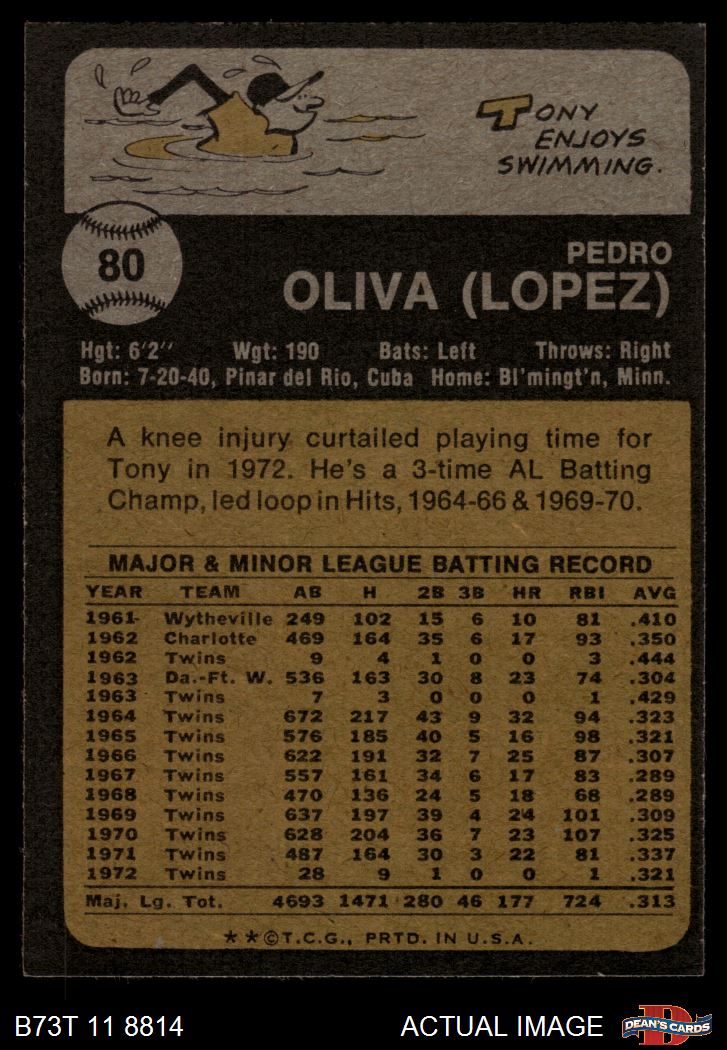 TONY
ENJOYS
SWIMMING.
80
PEDRO
OLIVA (LOPEZ)
Hgt: 6'2" Wgt: 190 Bats: Left Throws: Right
Born: 7-20-40, Pinar del Rio, Cuba Home: Bl'mingt'n, Minn.
A knee injury curtailed playing time for
Tony in 1972. He's a 3-time AL Batting
Champ, led loop in Hits, 1964-66 & 1969-70.
MAJOR & MINOR LEAGUE BATTING RECORD
YEAR TEAM AB H 2B 3B HR RBI AVG
1961 Wytheville 249 102 15 6 10 81 .410
1962 Charlotte 469 164 35 6 17 93 .350
1962 Twins 9 4 1 0 0 3 .444
1963 Da.-Ft. W. 536 163 30 8 23 74 .304
1963 Twins 7 3 0 0 0 1 .429
1964 Twins 672 217 43 9 32 94 .323
1965 Twins 576 185 40 5 16 98 .321
1966 Twins 622 191 32 7 25 87 .307
1967 Twins 557 161 34 6 17 83 .289
1968 Twins 470 136 24 5 18 68 .289
1969 Twins 637 197 39 4 24 101 .309
1970 Twins 628 204 36 7 23 107 .325
1971 Twins 487 164 30 3 22 81 .337
1972 Twins 28 9 1 0 0 1 .321
Maj. Lg. Tot. 4693 1471 280 46 177 724 .313
**©T.C.G., PRTD. IN U.S.A.
B73T 11 8814 ACTUAL IMAGE D DEAN'S CARDS